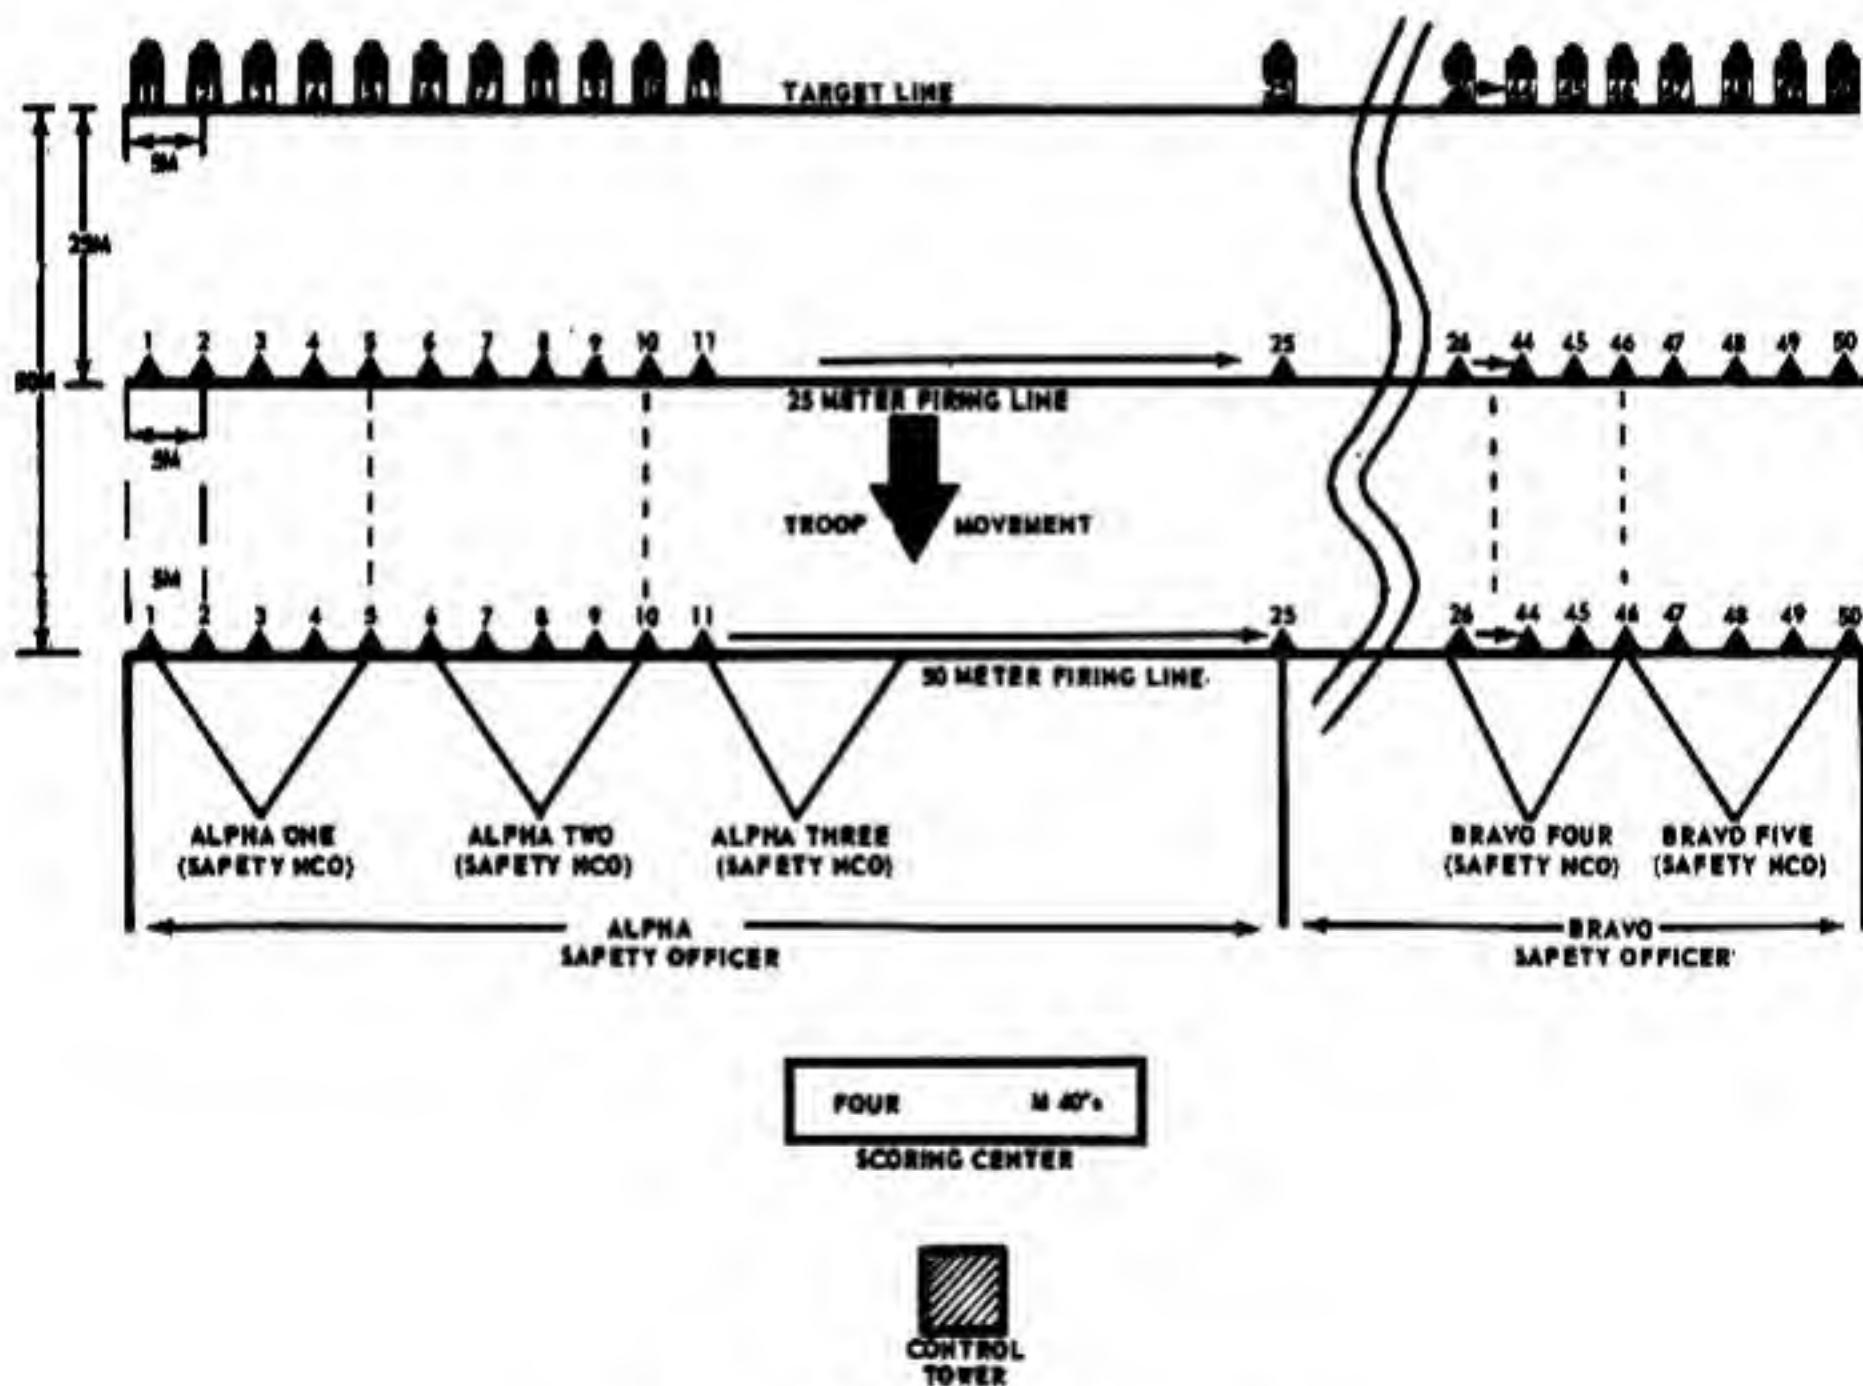 TARGET LINE
5M
25M
1 2 3 4 5 6 7 8 9 10 11 25 26 44 45 46 47 48 49 50
25 METER FIRING LINE
5M
TROOP MOVEMENT
5M
1 2 3 4 5 6 7 8 9 10 11 25 26 44 45 46 47 48 49 50
50 METER FIRING LINE
ALPHA ONE ALPHA TWO ALPHA THREE BRAVO FOUR BRAVO FIVE
(SAFETY NCO) (SAFETY NCO) (SAFETY NCO) (SAFETY NCO) (SAFETY NCO)
ALPHA BRAVO
SAFETY OFFICER SAFETY OFFICER
FOUR M 40's
SCORING CENTER
CONTROL
TOWER